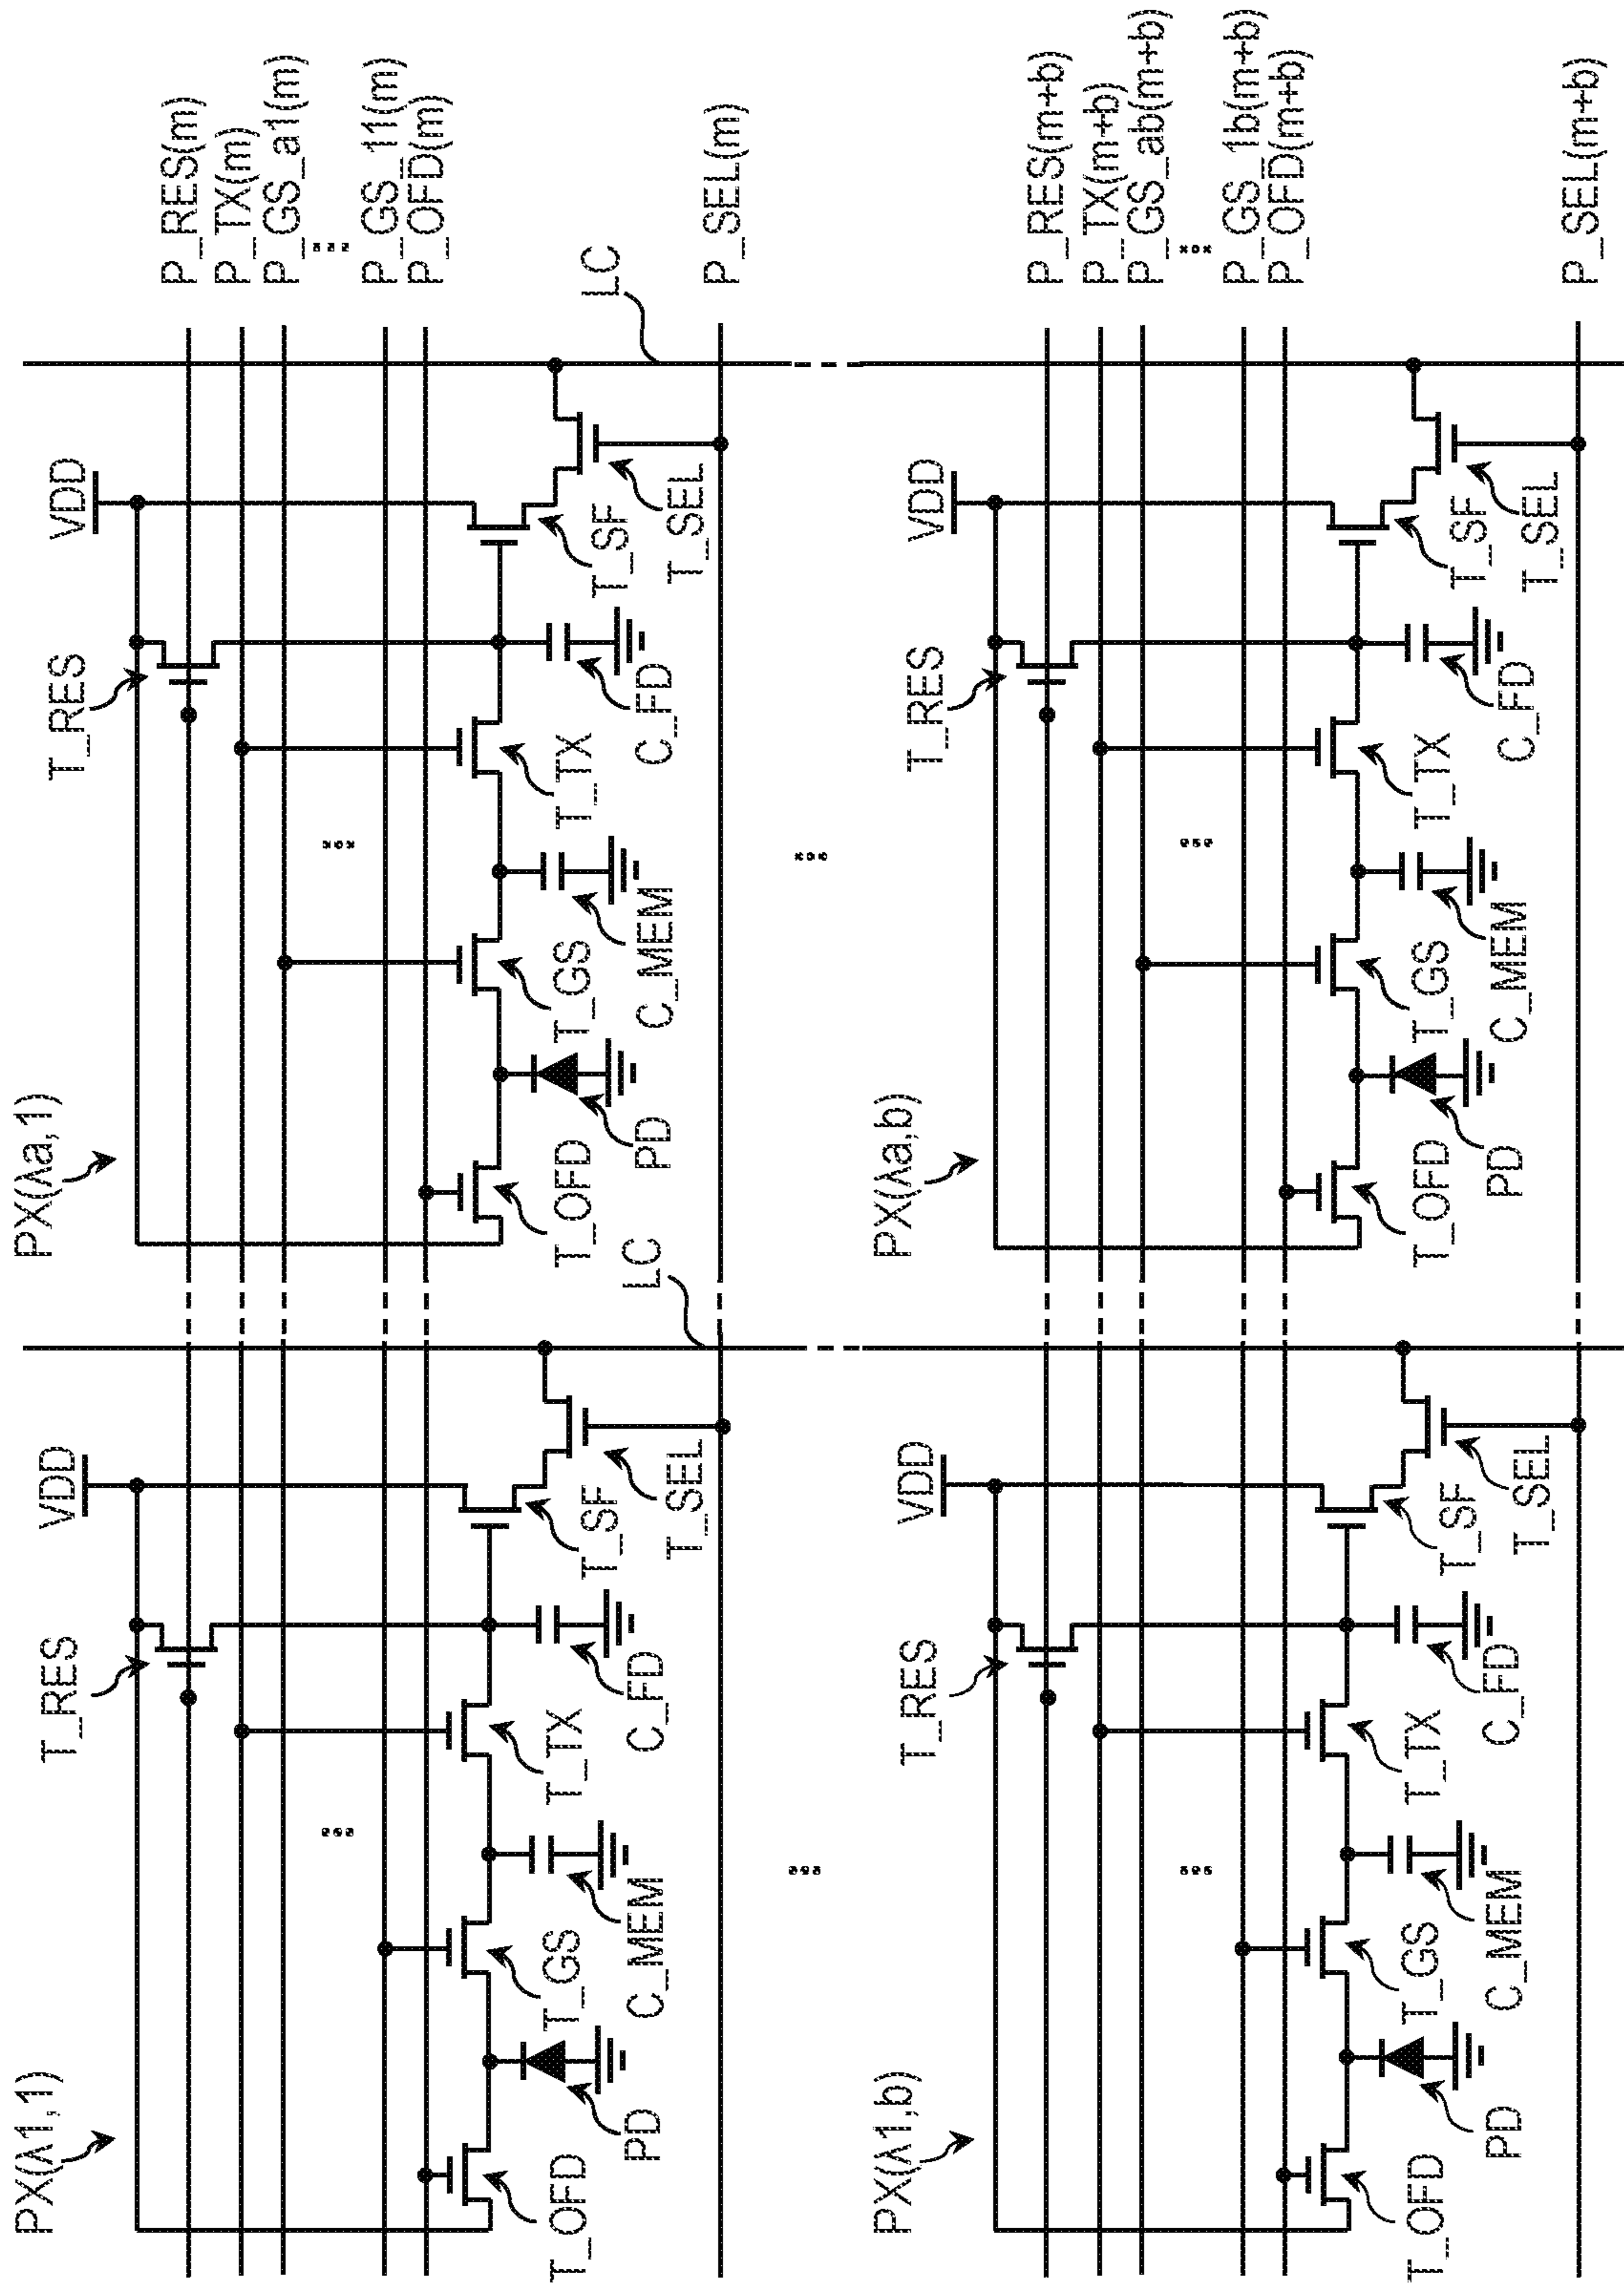 PX(λ1,1)
T_RES
VDD
PX(λa,1)
T_RES
VDD
P_RES(m)
P_TX(m)
P_GS_a1(m)
P_GS_11(m)
P_OFD(m)
T_OFD
PD
T_GS
C_MEM
T_TX
C_FD
T_SF
T_SEL
LC
T_OFD
PD
T_GS
C_MEM
T_TX
C_FD
T_SF
T_SEL
LC
P_SEL(m)
PX(λ1,b)
T_RES
VDD
PX(λa,b)
T_RES
VDD
P_RES(m+b)
P_TX(m+b)
P_GS_ab(m+b)
P_GS_1b(m+b)
P_OFD(m+b)
T_OFD
PD
T_GS
C_MEM
T_TX
C_FD
T_SF
T_SEL
T_OFD
PD
T_GS
C_MEM
T_TX
C_FD
T_SF
T_SEL
P_SEL(m+b)